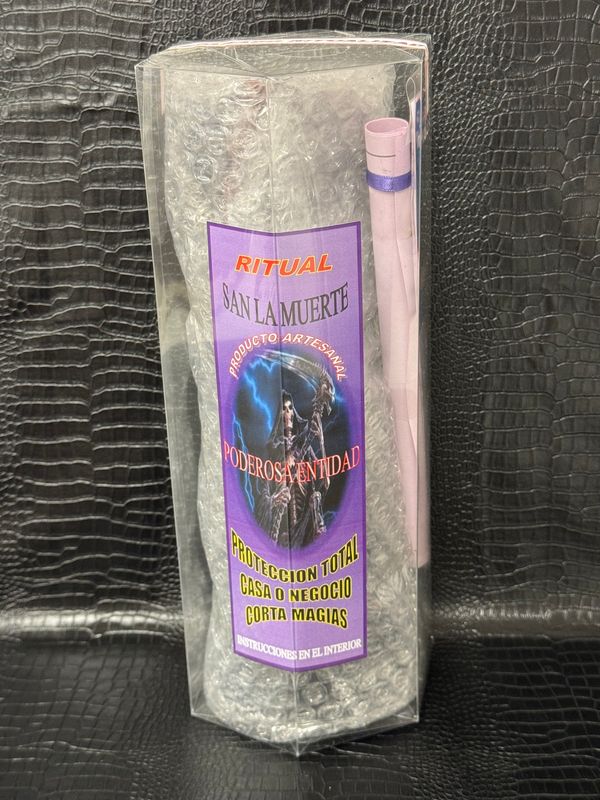 RITUAL
SAN LA MUERTE
PRODUCTO ARTESANAL
PODEROSA ENTIDAD
PROTECCION TOTAL
CASA O NEGOCIO
CORTA MAGIAS
INSTRUCCIONES EN EL INTERIOR